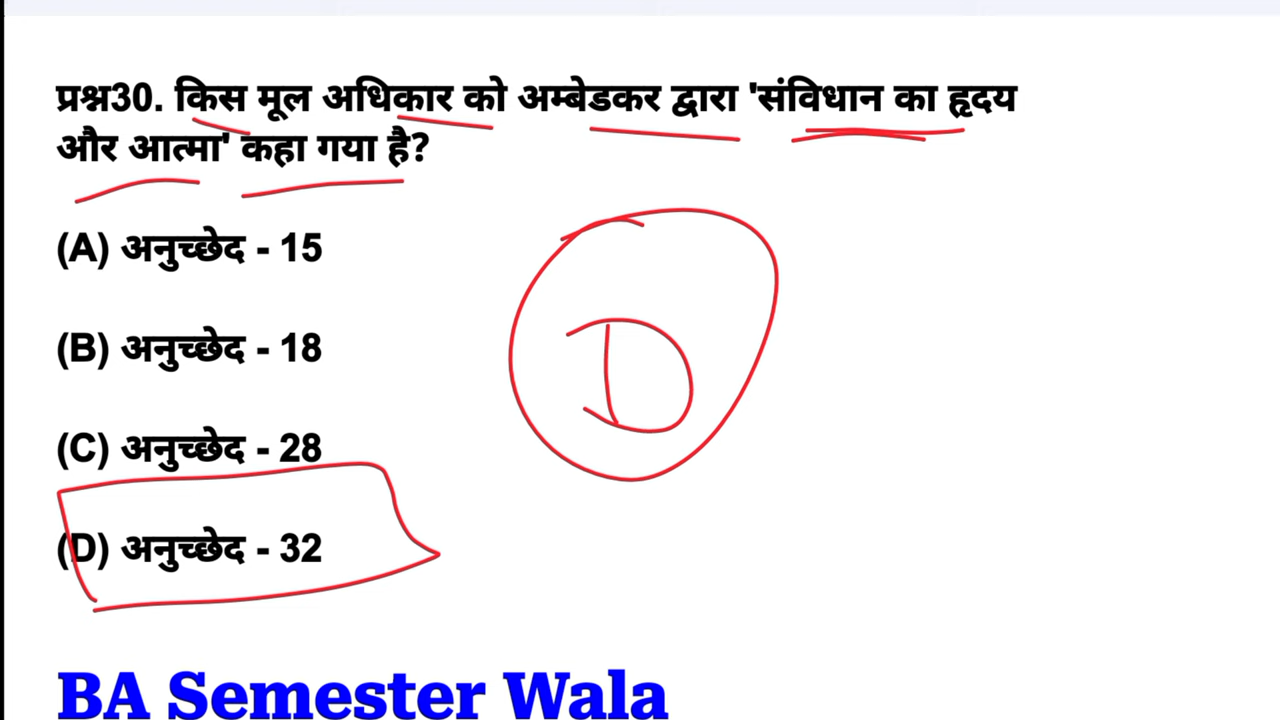 प्रश्न30. किस मूल अधिकार को अम्बेडकर द्वारा 'संविधान का हृदय
और आत्मा' कहा गया है?
(A) अनुच्छेद - 15
(B) अनुच्छेद - 18
(C) अनुच्छेद - 28
(D) अनुच्छेद - 32
D
BA Semester Wala